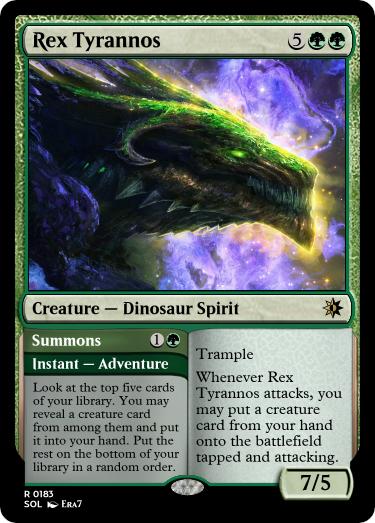 Rex Tyrannos 5
Creature — Dinosaur Spirit
Summons 1
Instant — Adventure
Look at the top five cards
of your library. You may
reveal a creature card
from among them and put
it into your hand. Put the
rest on the bottom of your
library in a random order.
Trample
Whenever Rex
Tyrannos attacks, you
may put a creature
card from your hand
onto the battlefield
tapped and attacking.
7/5
R 0183
SOL Era7